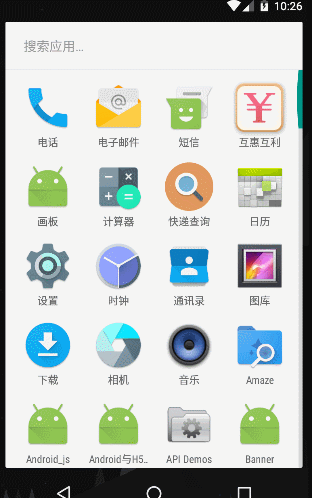 10:26
搜索应用...
电话 电子邮件 短信 互惠互利
画板 计算器 快递查询 日历
设置 时钟 通讯录 图库
下载 相机 音乐 Amaze
Android_js Android与H5... API Demos Banner